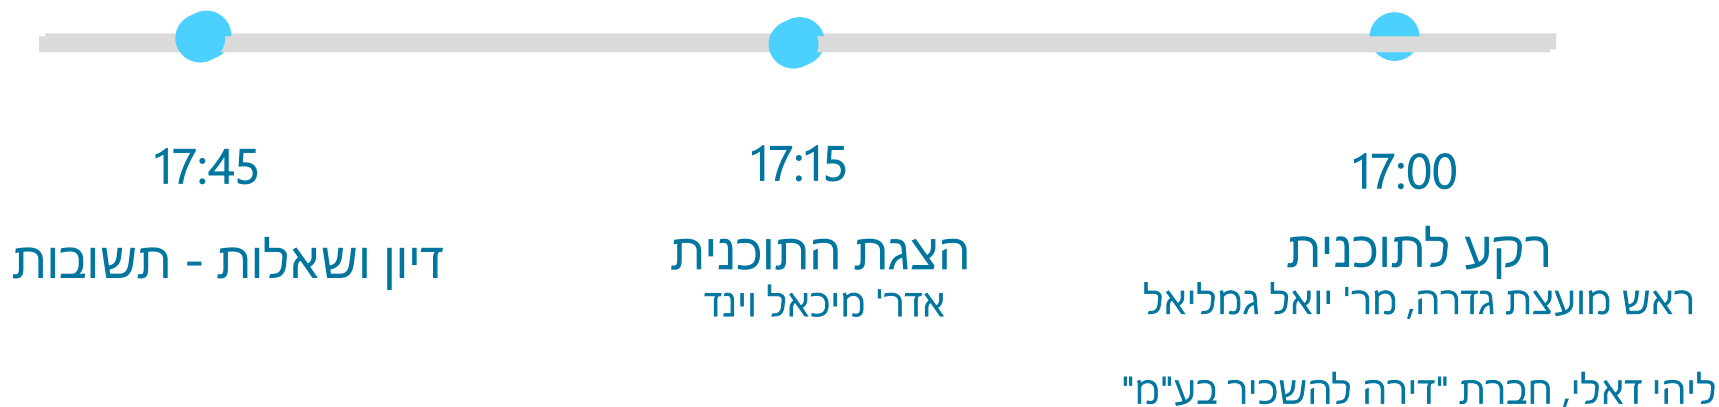 17:00
רקע לתוכנית
ראש מועצת גדרה, מר' יואל גמליאל
ליהי דאלי, חברת "דירה להשכיר בע"מ"
17:15
הצגת התוכנית
אדר' מיכאל וינד
17:45
דיון ושאלות - תשובות